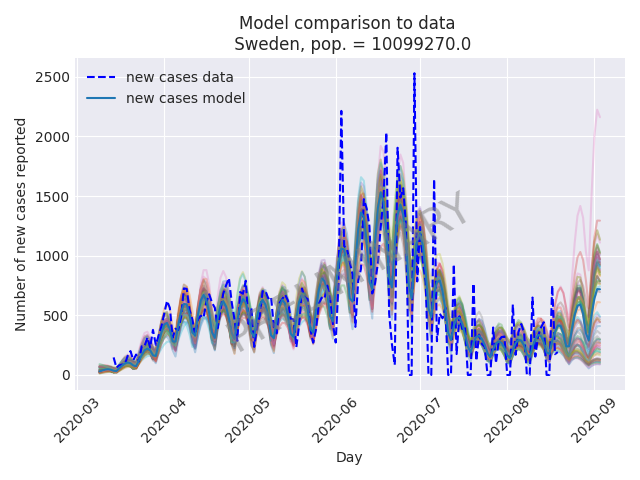 Model comparison to data
Sweden, pop. = 10099270.0
new cases data
new cases model
Number of new cases reported
2500
2000
1500
1000
500
0
2020-03
2020-04
2020-05
2020-06
2020-07
2020-08
2020-09
Day